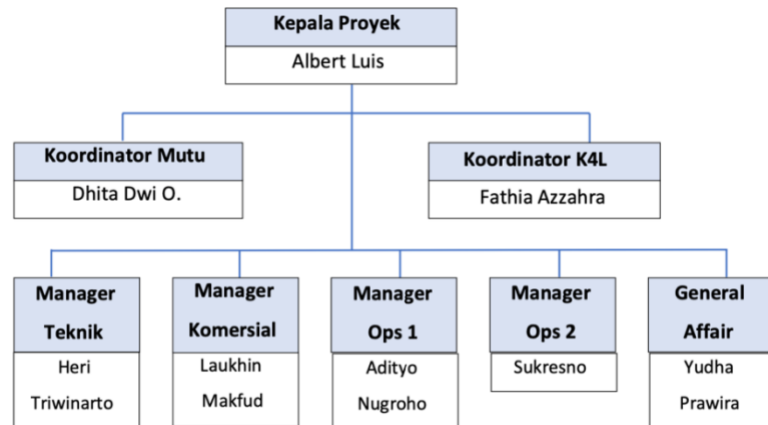 Kepala Proyek
Albert Luis
Koordinator Mutu
Dhita Dwi O.
Koordinator K4L
Fathia Azzahra
Manager
Teknik
Heri
Triwinarto
Manager
Komersial
Laukhin
Makfud
Manager
Ops 1
Adityo
Nugroho
Manager
Ops 2
Sukresno
General
Affair
Yudha
Prawira